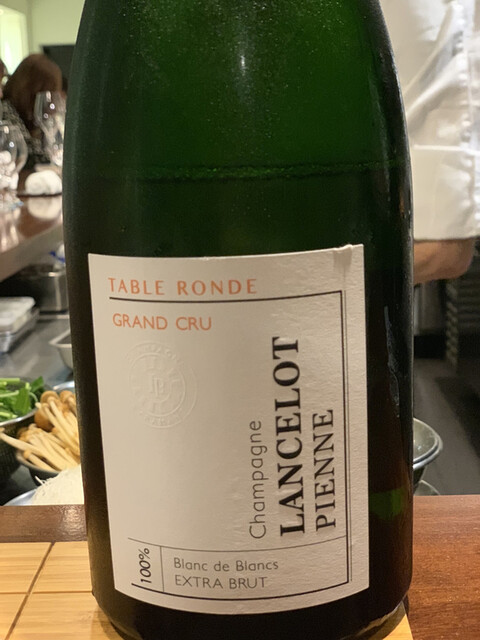 TABLE RONDE
GRAND CRU
Champagne
LANCELOT
PIENNE
100%
Blanc de Blancs
EXTRA BRUT